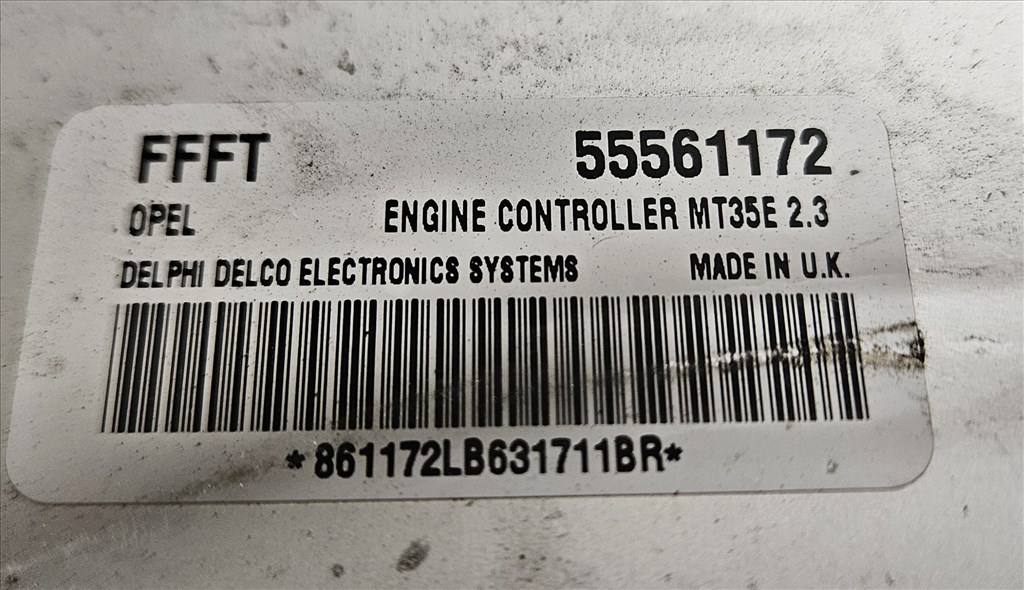 FFFT 55561172
OPEL ENGINE CONTROLLER MT35E 2.3
DELPHI DELCO ELECTRONICS SYSTEMS MADE IN U.K.
*861172LB631711BR*